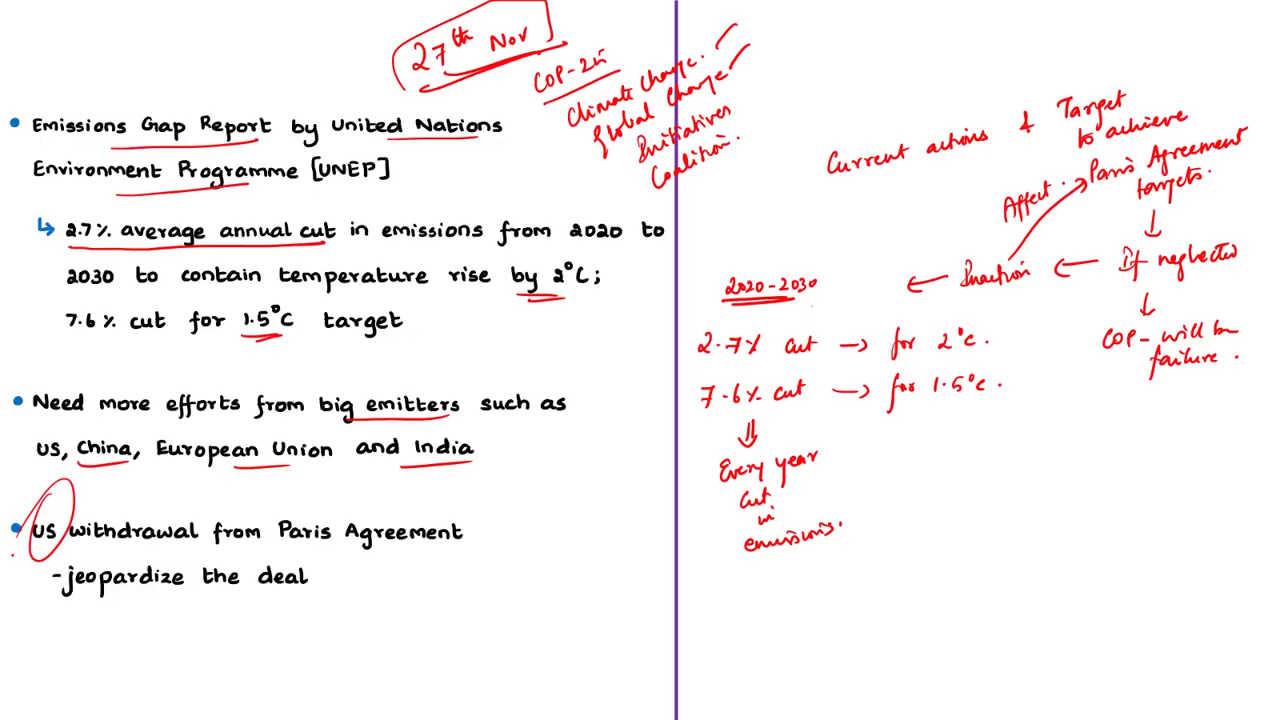 27th Nov
COP-25
Climate Change.
Global Change
Initiatives
Coalition.
• Emissions Gap Report by United Nations
Environment Programme [UNEP]
↳ 2.7% average annual cut in emissions from 2020 to
2030 to contain temperature rise by 2°C;
7.6% cut for 1.5°C target
• Need more efforts from big emitters such as
US, China, European Union and India
• US withdrawal from Paris Agreement
-jeopardize the deal
Current actions & Target
to achieve
Paris Agreement
targets.
Affect.
Inaction ← If neglected
COP- will be
failure.
2020-2030
2.7% cut → for 2°C.
7.6% cut → for 1.5°C.
Every year
cut
in
emissions.